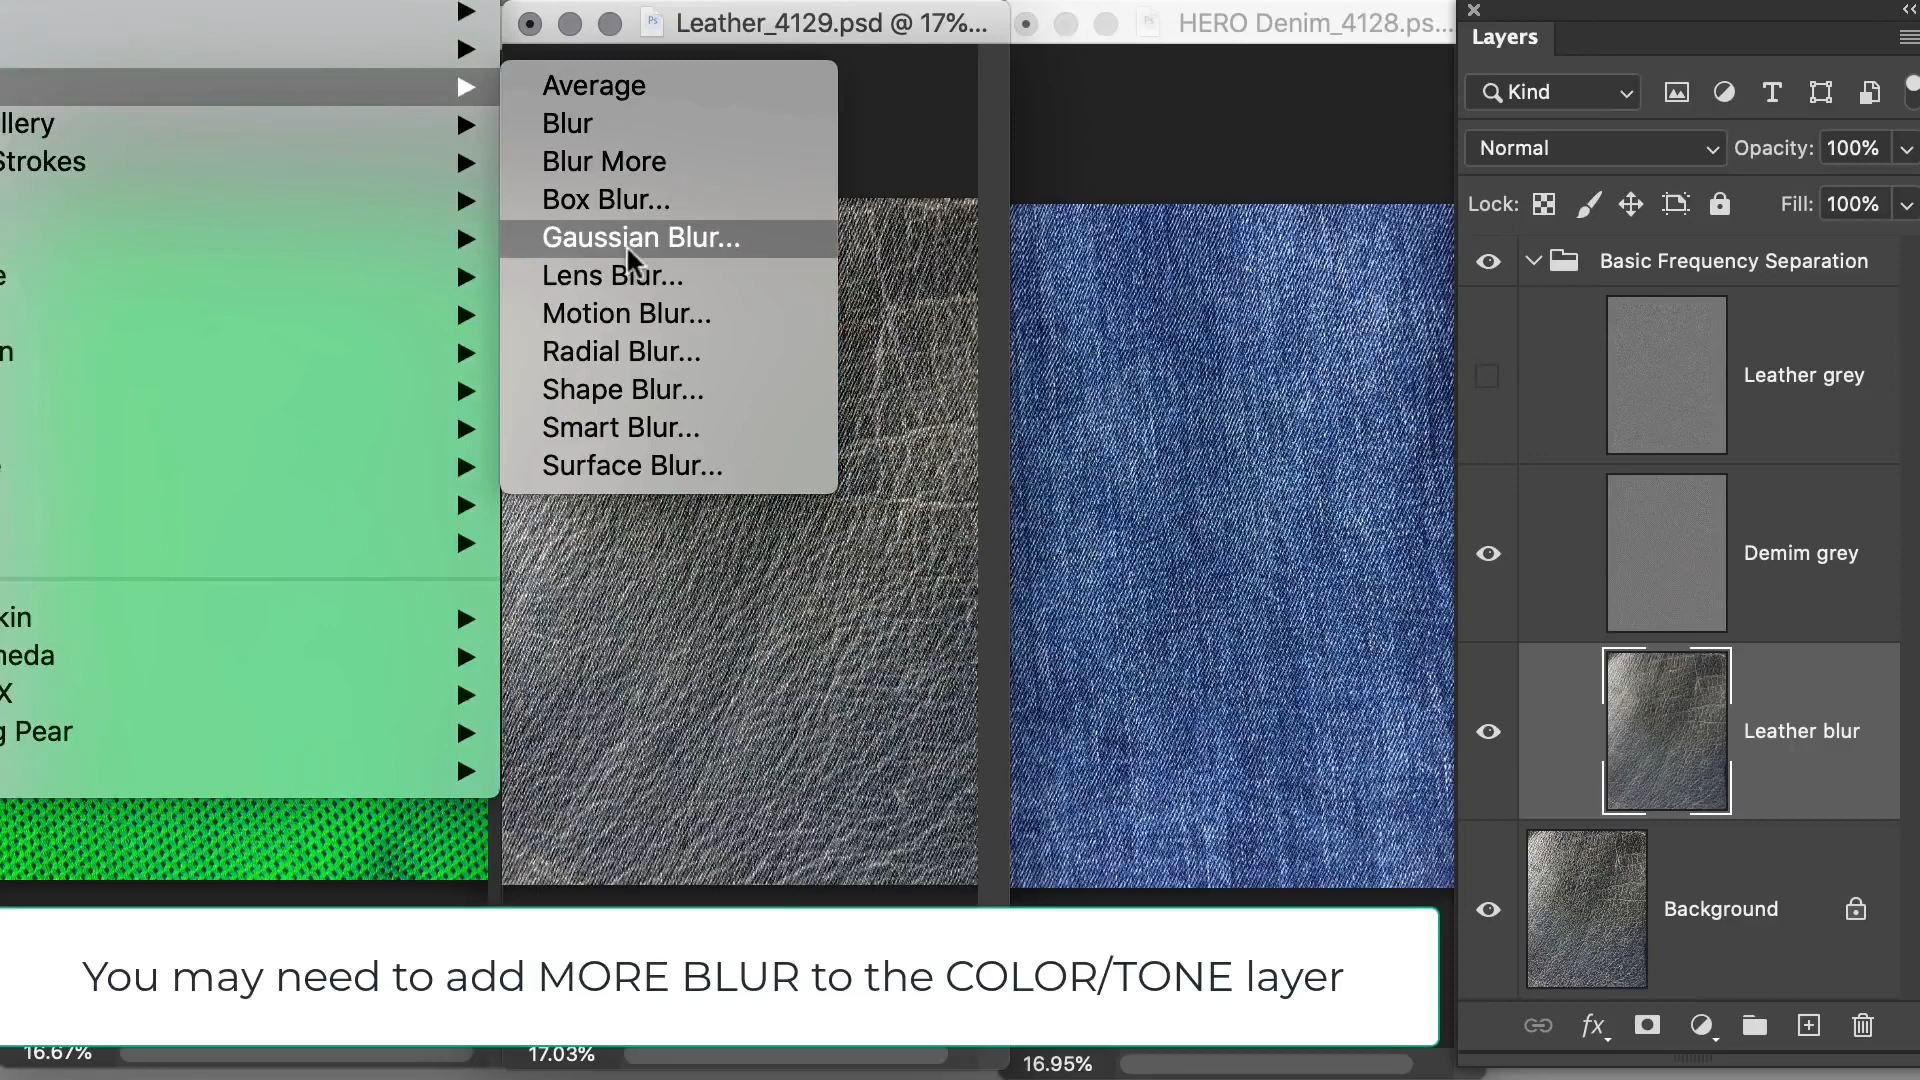 Leather_4129.psd @ 17%...
HERO Denim_4128.ps...
Layers
Kind
Normal
Opacity: 100%
Lock:
Fill: 100%
Basic Frequency Separation
Leather grey
Demim grey
Leather blur
Background
Average
Blur
Blur More
Box Blur...
Gaussian Blur...
Lens Blur...
Motion Blur...
Radial Blur...
Shape Blur...
Smart Blur...
Surface Blur...
llery
Strokes
e
n
kin
neda
X
g Pear
You may need to add MORE BLUR to the COLOR/TONE layer
16.67%
17.03%
16.95%
fx